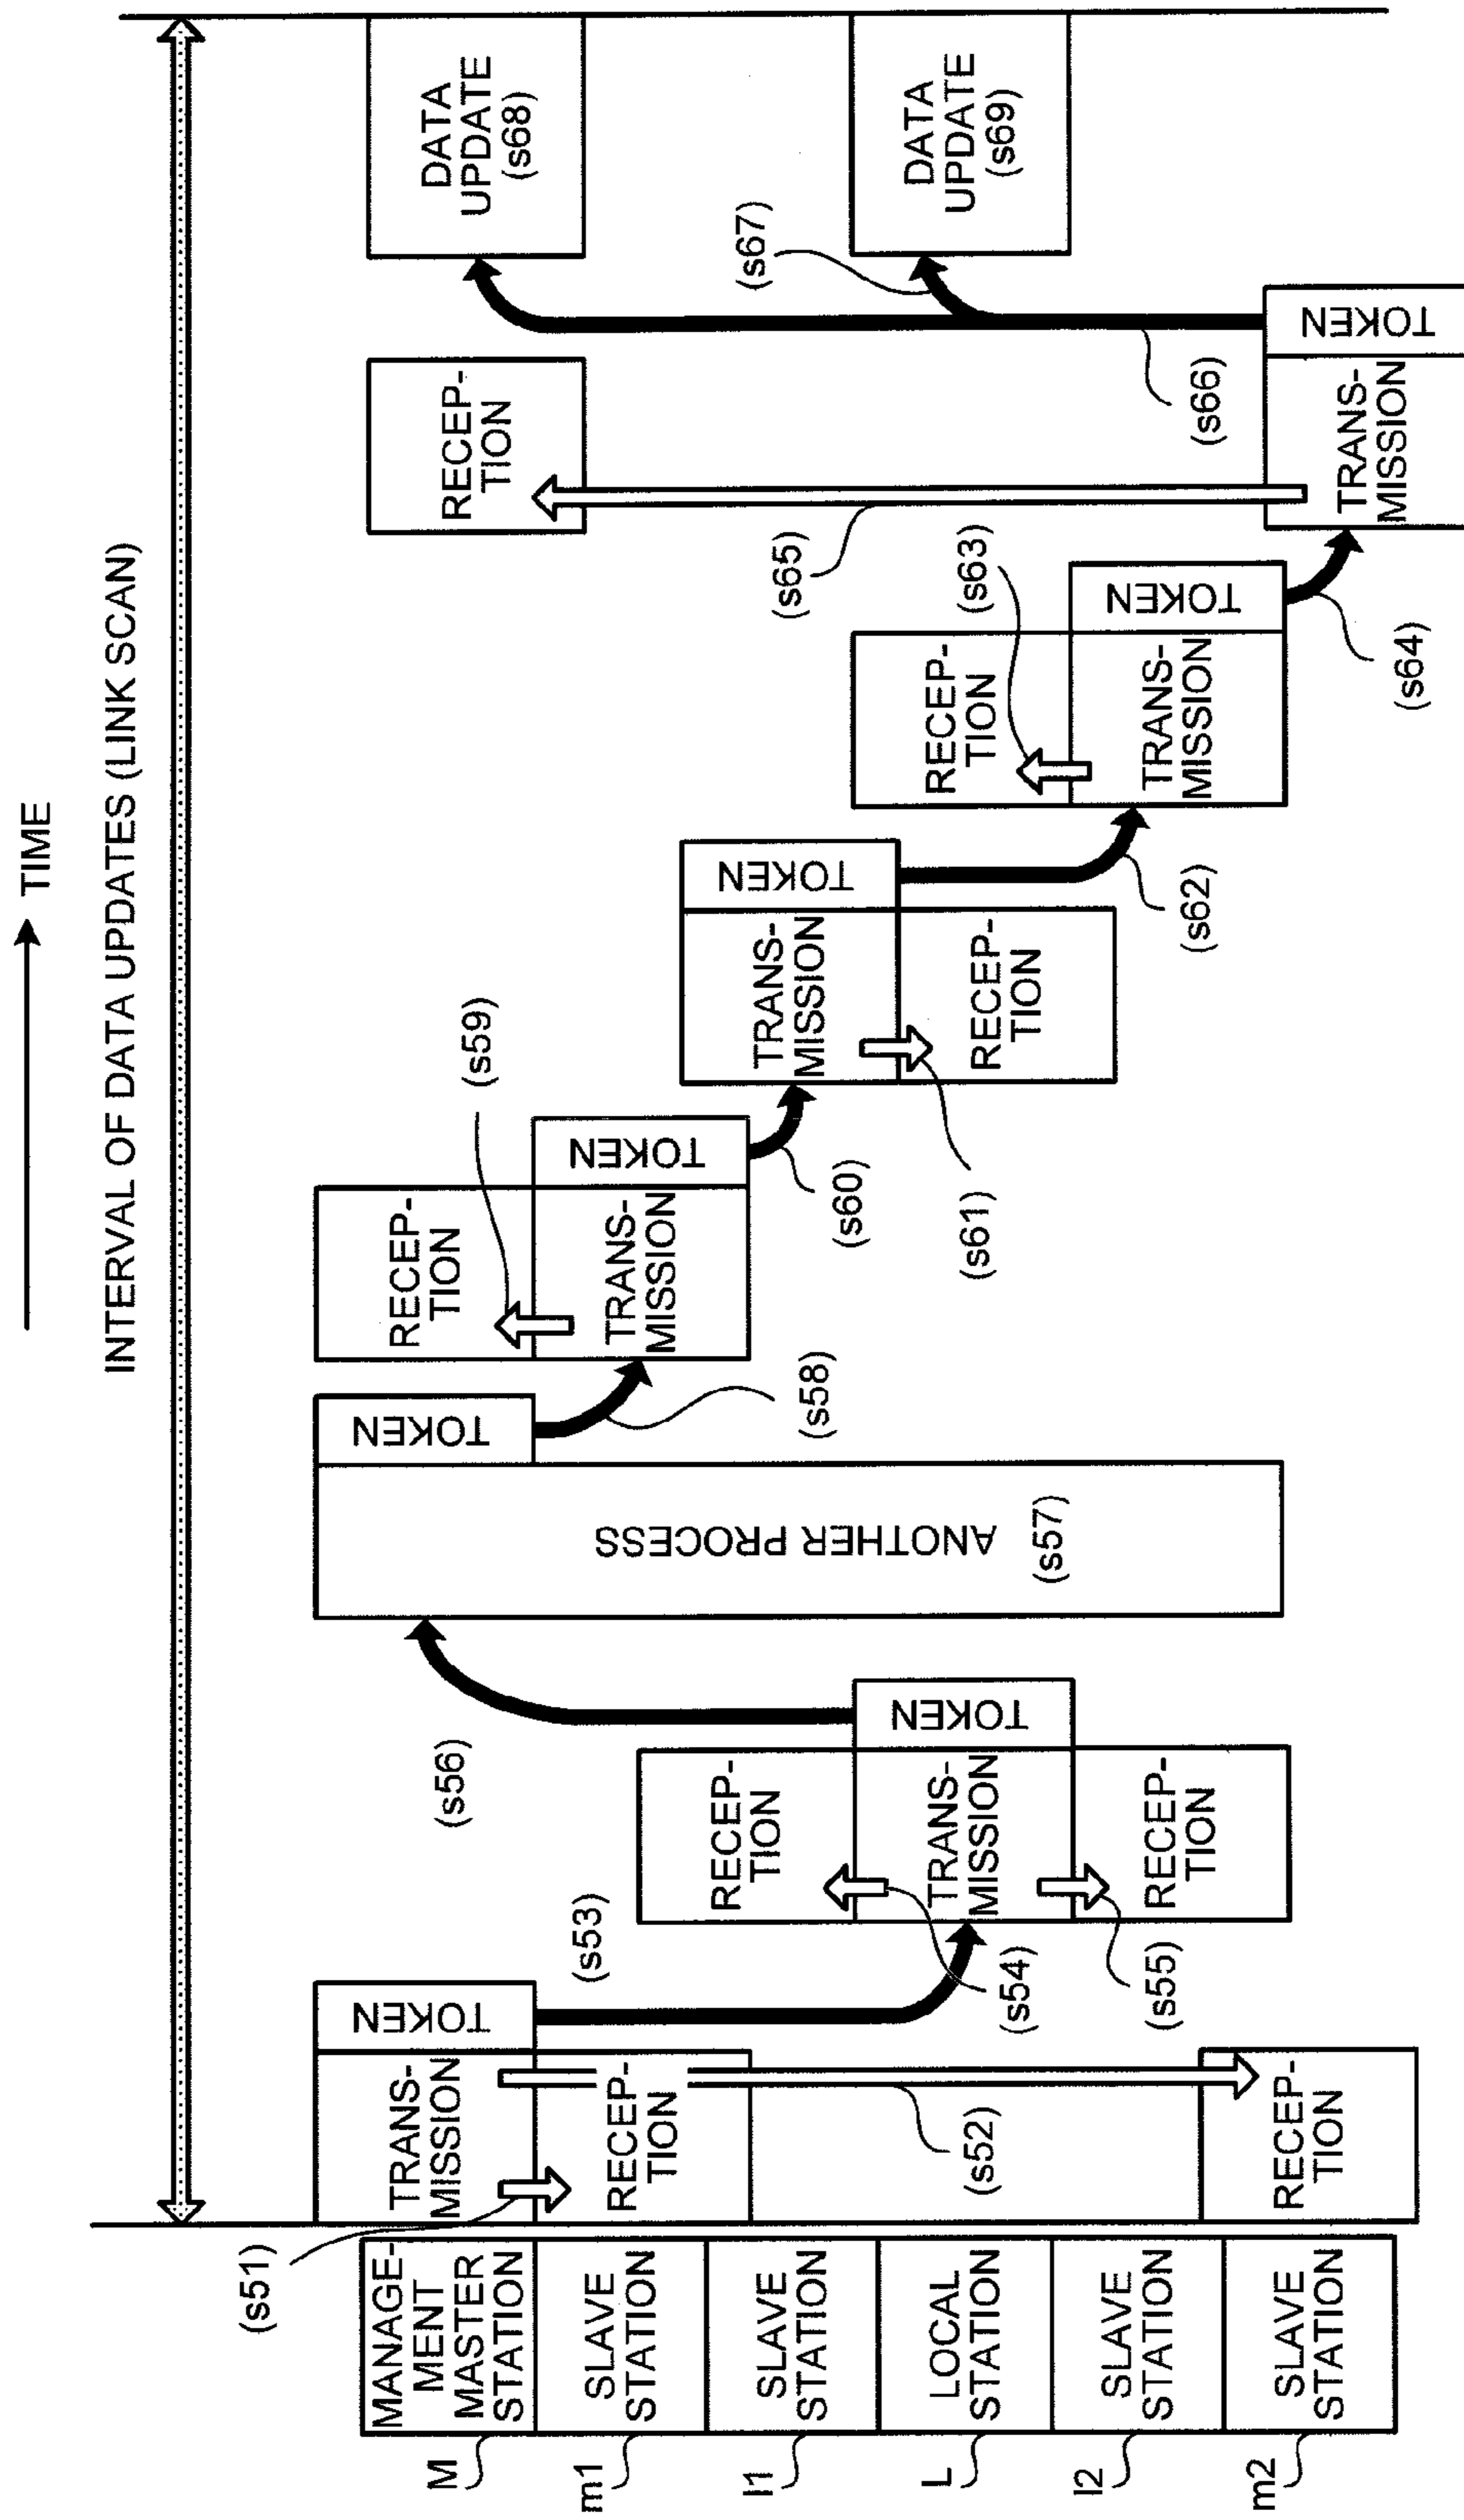 TIME
INTERVAL OF DATA UPDATES (LINK SCAN)
M
MANAGE-
MENT
MASTER
STATION
m1
SLAVE
STATION
l1
SLAVE
STATION
L
LOCAL
STATION
l2
SLAVE
STATION
m2
SLAVE
STATION
(s51)
TRANS-
MISSION
TOKEN
RECEP-
TION
(s52)
RECEP-
TION
(s53)
RECEP-
TION
(s54)
TRANS-
MISSION
TOKEN
(s55)
RECEP-
TION
(s56)
ANOTHER PROCESS
(s57)
TOKEN
(s58)
RECEP-
TION
(s59)
TRANS-
MISSION
TOKEN
(s60)
TRANS-
MISSION
TOKEN
(s61)
RECEP-
TION
(s62)
RECEP-
TION
(s63)
TRANS-
MISSION
TOKEN
(s64)
RECEP-
TION
(s65)
TRANS-
MISSION
TOKEN
(s66)
(s67)
DATA
UPDATE
(s68)
DATA
UPDATE
(s69)